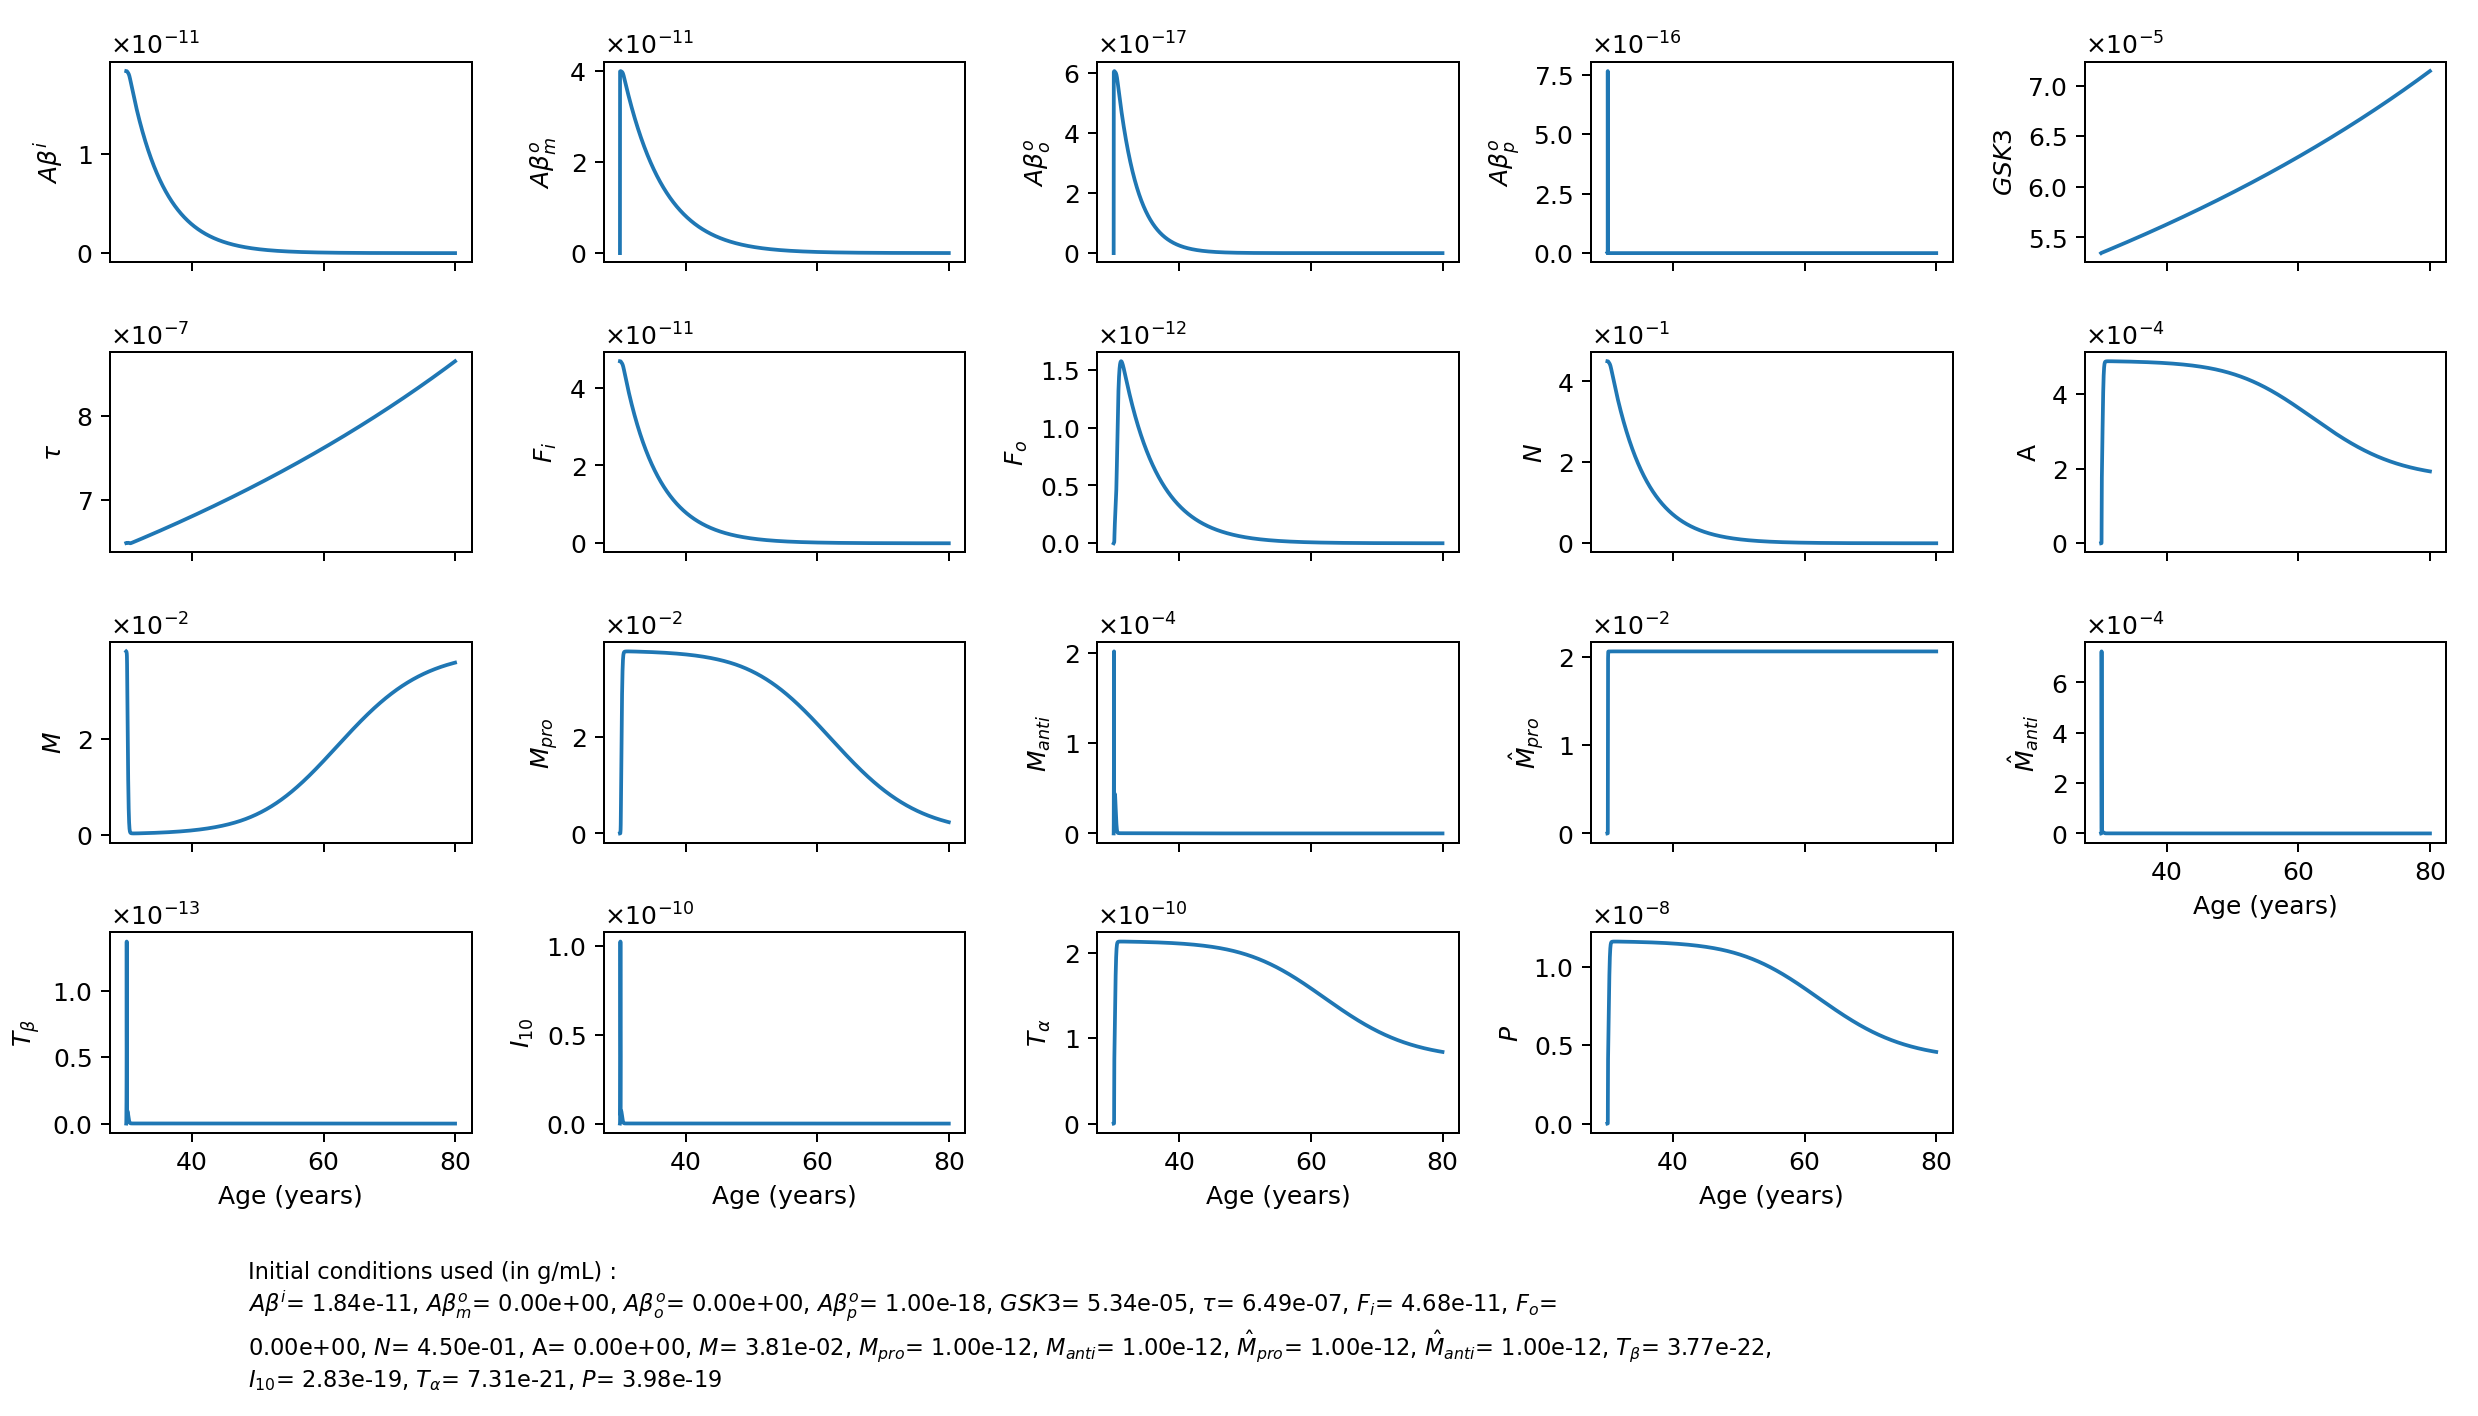 ×10⁻¹¹ ×10⁻¹¹ ×10⁻¹⁷ ×10⁻¹⁶ ×10⁻⁵
Aβⁱ 1 0
Aβₘᵒ 4 2 0
Aβₒᵒ 6 4 2 0
Aβₚᵒ 7.5 5.0 2.5 0.0
GSK3 7.0 6.5 6.0 5.5
×10⁻⁷ ×10⁻¹¹ ×10⁻¹² ×10⁻¹ ×10⁻⁴
τ 8 7
Fᵢ 4 2 0
Fₒ 1.5 1.0 0.5 0.0
N 4 2 0
A 4 2 0
×10⁻² ×10⁻² ×10⁻⁴ ×10⁻² ×10⁻⁴
M 2 0
M_pro 2 0
M_anti 2 1 0
M̂_pro 2 1 0
M̂_anti 6 4 2 0
40 60 80
Age (years)
×10⁻¹³ ×10⁻¹⁰ ×10⁻¹⁰ ×10⁻⁸
T_β 1.0 0.5 0.0
I₁₀ 1.0 0.5 0.0
T_α 2 1 0
P 1.0 0.5 0.0
40 60 80 40 60 80 40 60 80 40 60 80
Age (years) Age (years) Age (years) Age (years)
Initial conditions used (in g/mL) :
Aβⁱ= 1.84e-11, Aβₘᵒ= 0.00e+00, Aβₒᵒ= 0.00e+00, Aβₚᵒ= 1.00e-18, GSK3= 5.34e-05, τ= 6.49e-07, Fᵢ= 4.68e-11, Fₒ=
0.00e+00, N= 4.50e-01, A= 0.00e+00, M= 3.81e-02, M_pro= 1.00e-12, M_anti= 1.00e-12, M̂_pro= 1.00e-12, M̂_anti= 1.00e-12, T_β= 3.77e-22,
I₁₀= 2.83e-19, T_α= 7.31e-21, P= 3.98e-19